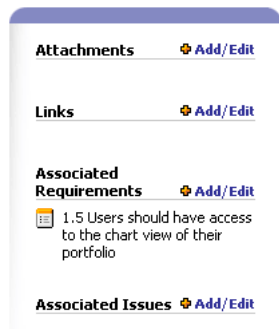 Attachments Add/Edit
Links Add/Edit
Associated
Requirements Add/Edit
1.5 Users should have access
to the chart view of their
portfolio
Associated Issues Add/Edit